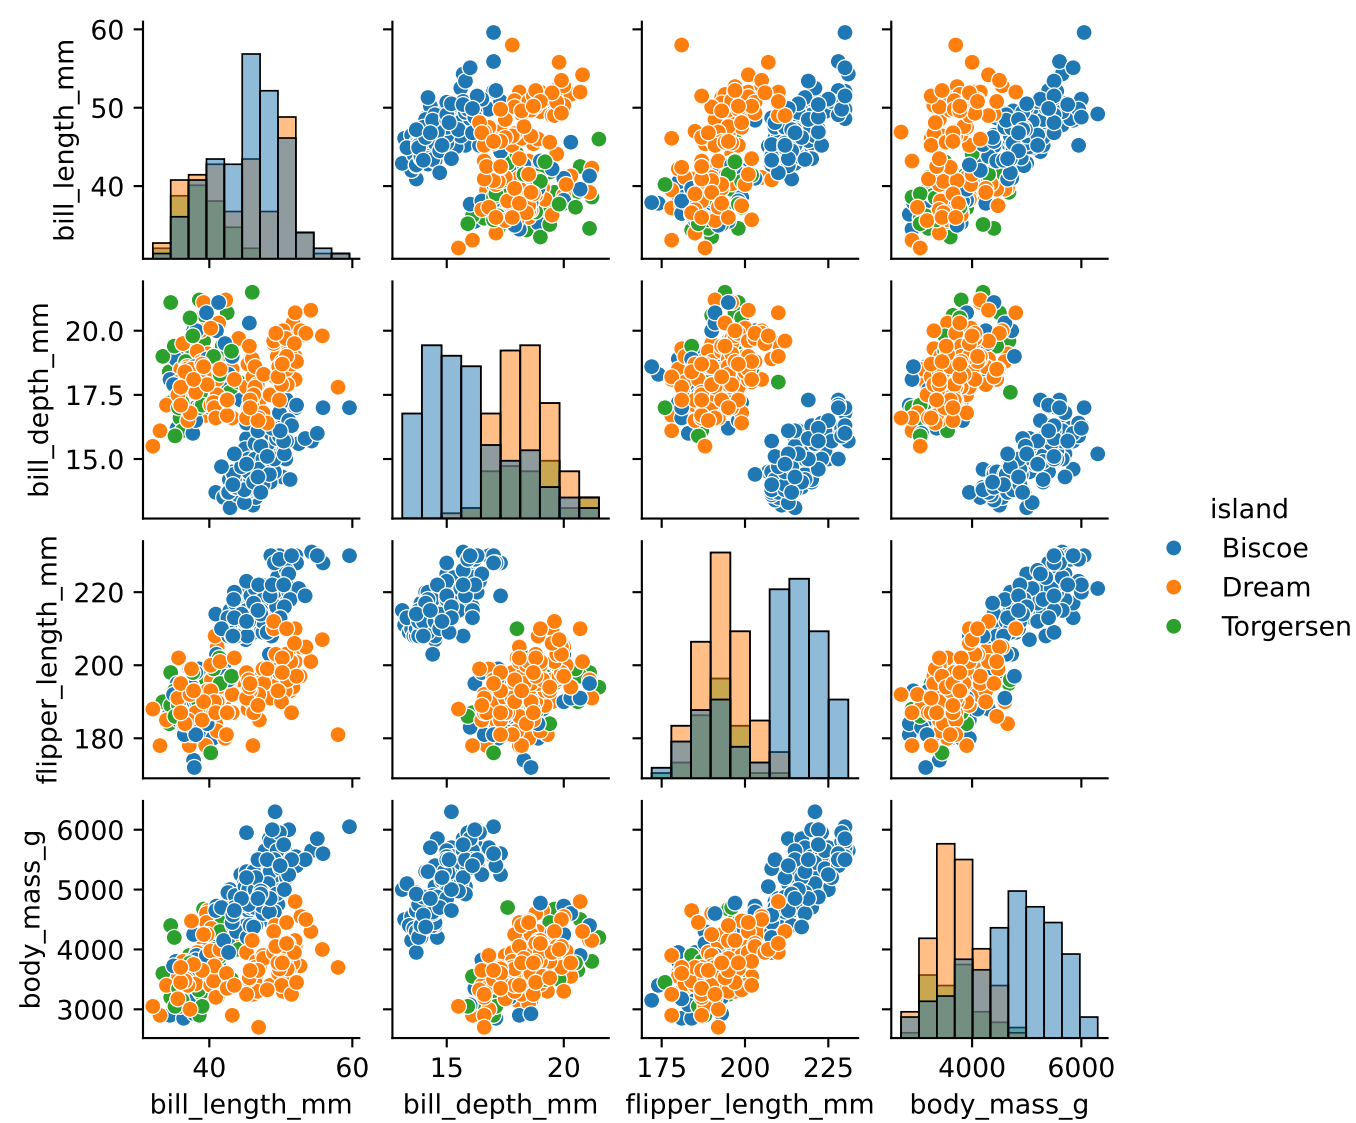 bill_length_mm
60
50
40
bill_depth_mm
20.0
17.5
15.0
flipper_length_mm
220
200
180
body_mass_g
6000
5000
4000
3000
40 60
15 20
175 200 225
4000 6000
bill_length_mm
bill_depth_mm
flipper_length_mm
body_mass_g
island
Biscoe
Dream
Torgersen